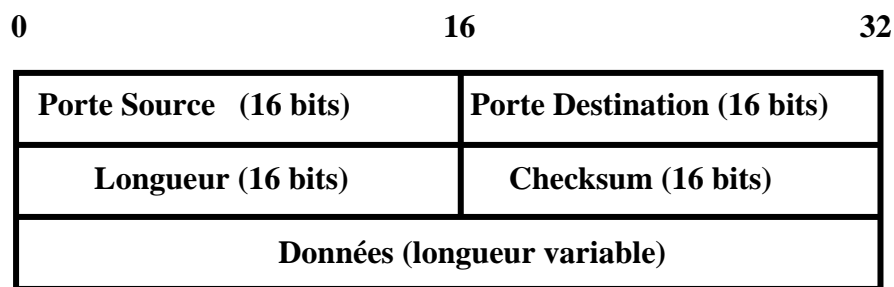 0 16 32
Porte Source (16 bits) Porte Destination (16 bits)
Longueur (16 bits) Checksum (16 bits)
Données (longueur variable)